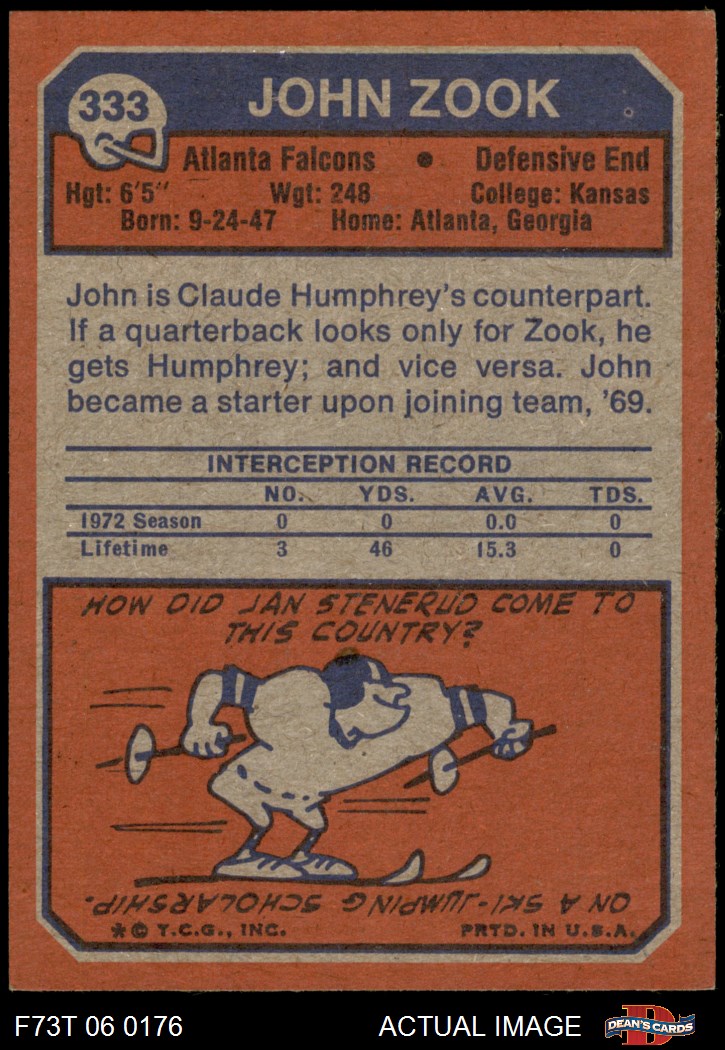 333
JOHN ZOOK
Atlanta Falcons • Defensive End
Hgt: 6'5" Wgt: 248 College: Kansas
Born: 9-24-47 Home: Atlanta, Georgia
John is Claude Humphrey's counterpart.
If a quarterback looks only for Zook, he
gets Humphrey; and vice versa. John
became a starter upon joining team, '69.
INTERCEPTION RECORD
NO. YDS. AVG. TDS.
1972 Season 0 0 0.0 0
Lifetime 3 46 15.3 0
HOW DID JAN STENERUD COME TO
THIS COUNTRY?
ON A SKI-JUMPING SCHOLARSHIP.
*© T.C.G., INC. PRTD. IN U.S.A.
F73T 06 0176 ACTUAL IMAGE
D
DEAN'S CARDS